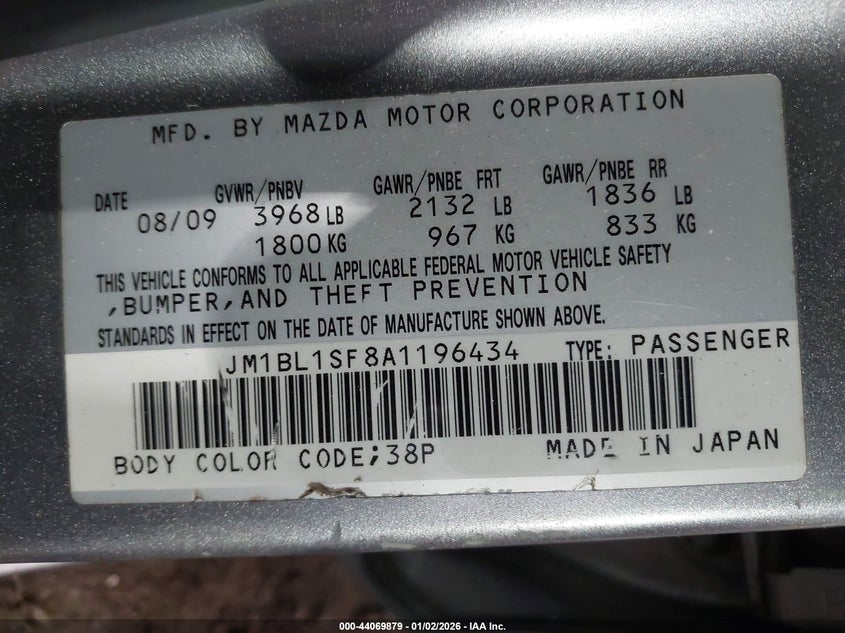 MFD. BY MAZDA MOTOR CORPORATION
DATE GVWR/PNBV GAWR/PNBE FRT GAWR/PNBE RR
08/09 3968 LB 2132 LB 1836 LB
1800 KG 967 KG 833 KG
THIS VEHICLE CONFORMS TO ALL APPLICABLE FEDERAL MOTOR VEHICLE SAFETY
,BUMPER,AND THEFT PREVENTION
STANDARDS IN EFFECT ON THE DATE OF MANUFACTURE SHOWN ABOVE.
JM1BL1SF8A1196434 TYPE: PASSENGER
BODY COLOR CODE;38P MADE IN JAPAN
000-44069879 | 01/02/2026 - IAA Inc.